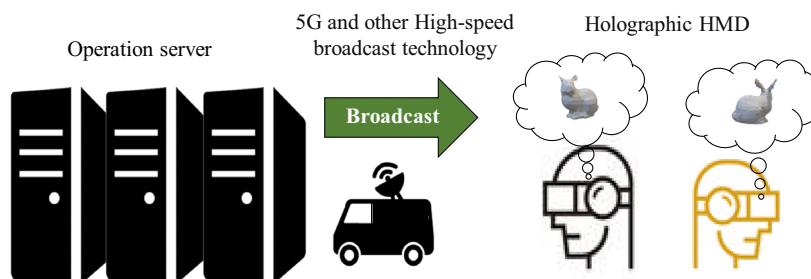 Operation server
5G and other High-speed
broadcast technology
Holographic HMD
Broadcast